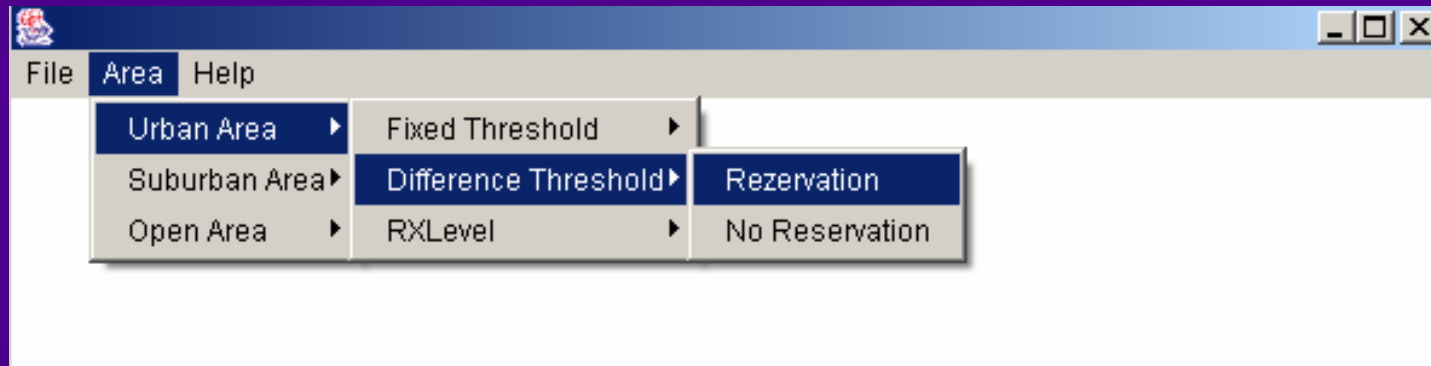 File Area Help
Urban Area Fixed Threshold
Suburban Area Difference Threshold Rezervation
Open Area RXLevel No Reservation